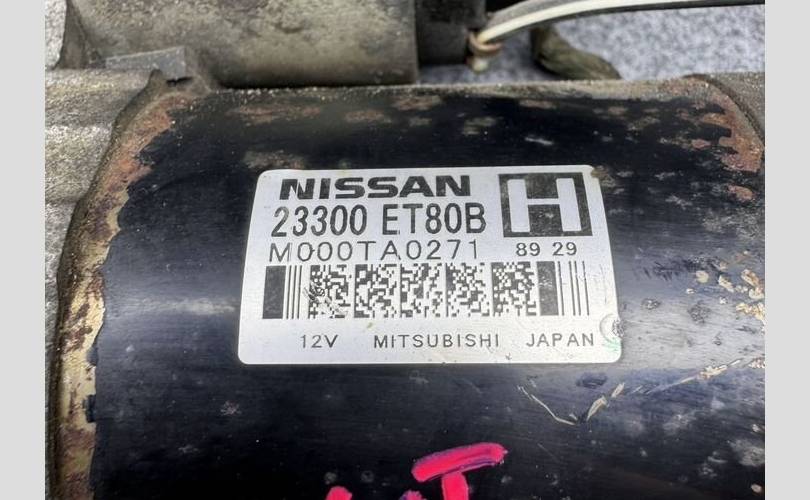 NISSAN H
23300 ET80B
M000TA0271 89 29
12V MITSUBISHI JAPAN